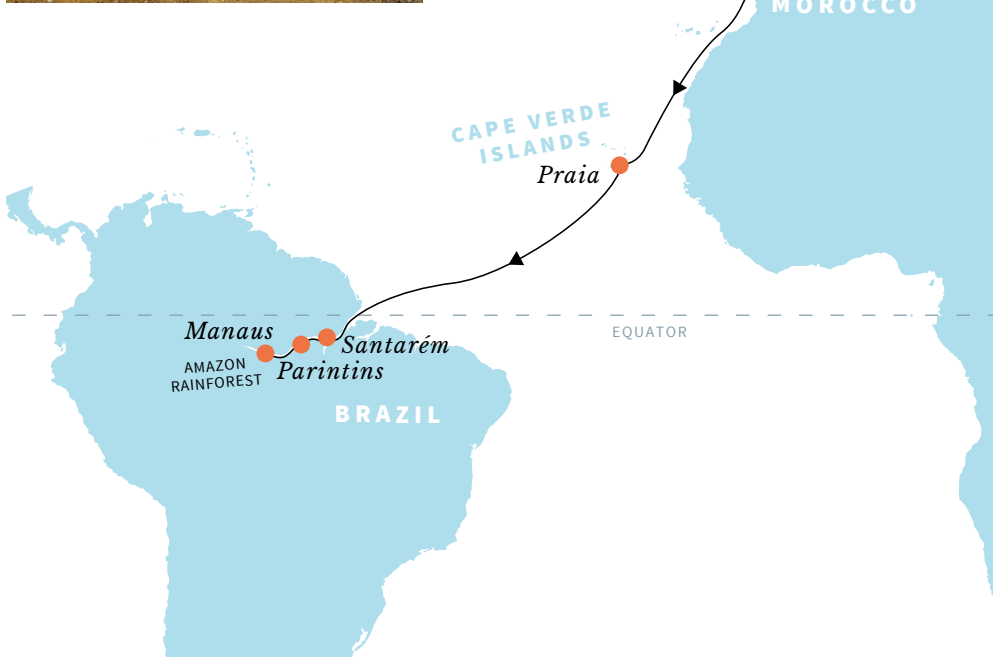 MOROCCO
CAPE VERDE
ISLANDS
Praia
EQUATOR
Manaus
Santarém
AMAZON
RAINFOREST
Parintins
BRAZIL